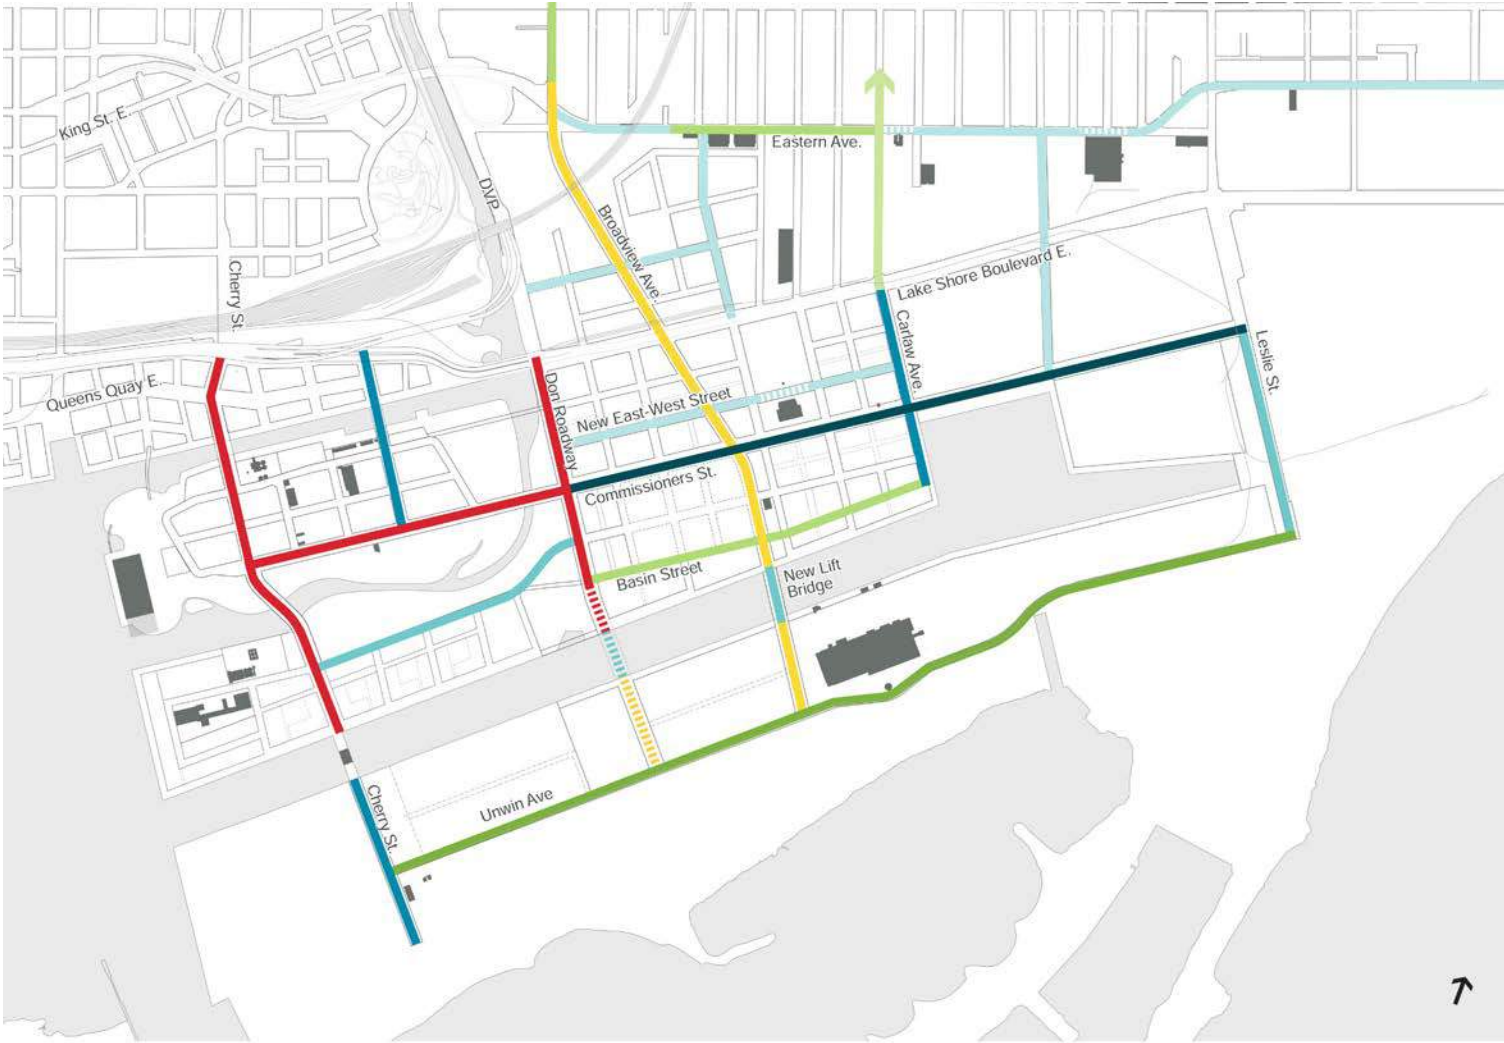 King St. E.
Eastern Ave.
DVP
Broadview Ave.
Cherry St.
Lake Shore Boulevard E.
Carlaw Ave.
Leslie St.
Queens Quay E.
Don Roadway
New East-West Street
Commissioners St.
Basin Street
New Lift
Bridge
Cherry St.
Unwin Ave